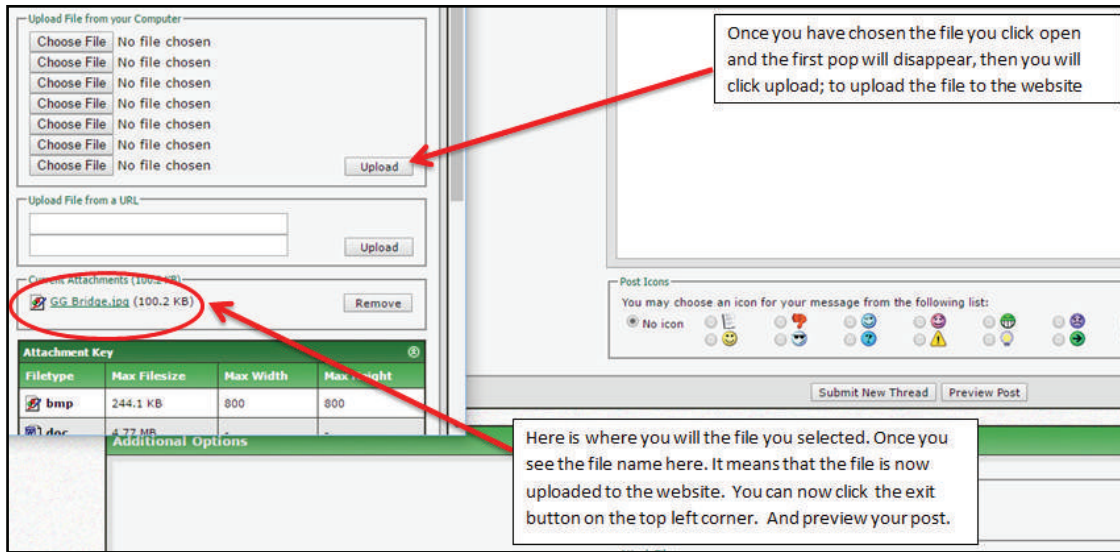 Upload File from your Computer
Choose File No file chosen
Choose File No file chosen
Choose File No file chosen
Choose File No file chosen
Choose File No file chosen
Choose File No file chosen
Choose File No file chosen
Upload
Upload File from a URL
Upload
Current Attachments (100.2 KB)
GG Bridge.jpg (100.2 KB)
Remove
Attachment Key
Filetype Max Filesize Max Width Max Height
bmp 244.1 KB 800 800
doc 4.77 MB - -
Additional Options
Once you have chosen the file you click open
and the first pop will disappear, then you will
click upload; to upload the file to the website
Post Icons
You may choose an icon for your message from the following list:
No icon
Submit New Thread Preview Post
Here is where you will the file you selected. Once you
see the file name here. It means that the file is now
uploaded to the website. You can now click the exit
button on the top left corner. And preview your post.